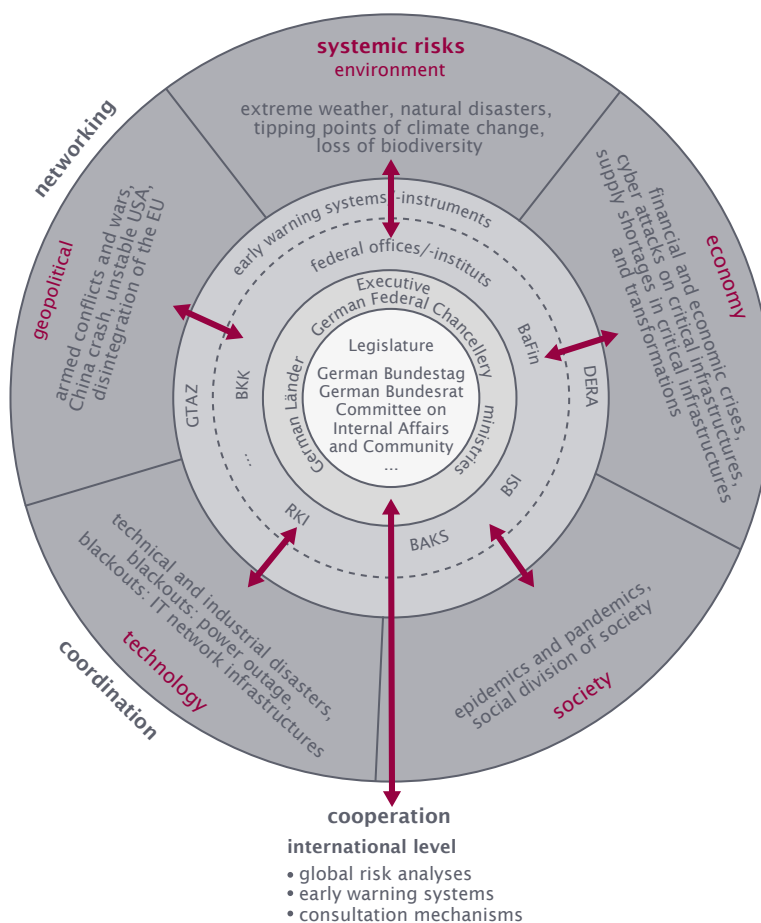 systemic risks
environment
extreme weather, natural disasters,
tipping points of climate change,
loss of biodiversity
networking
geopolitical
armed conflicts and wars,
China crash, unstable USA,
disintegration of the EU
economy
financial and economic crises,
cyber attacks on critical infrastructures,
supply shortages in critical infrastructures
and transformations
early warning systems/-instruments
federal offices/-instituts
Executive
German Federal Chancellery
German Länder
ministries
Legislature
German Bundestag
German Bundesrat
Committee on
Internal Affairs
and Community
...
GTAZ
BKK
...
RKI
BAKS
BSI
BaFin
DERA
technical and industrial disasters,
blackouts: power outage,
blackouts: IT network infrastructures
technology
coordination
epidemics and pandemics,
social division of society
society
cooperation
international level
• global risk analyses
• early warning systems
• consultation mechanisms